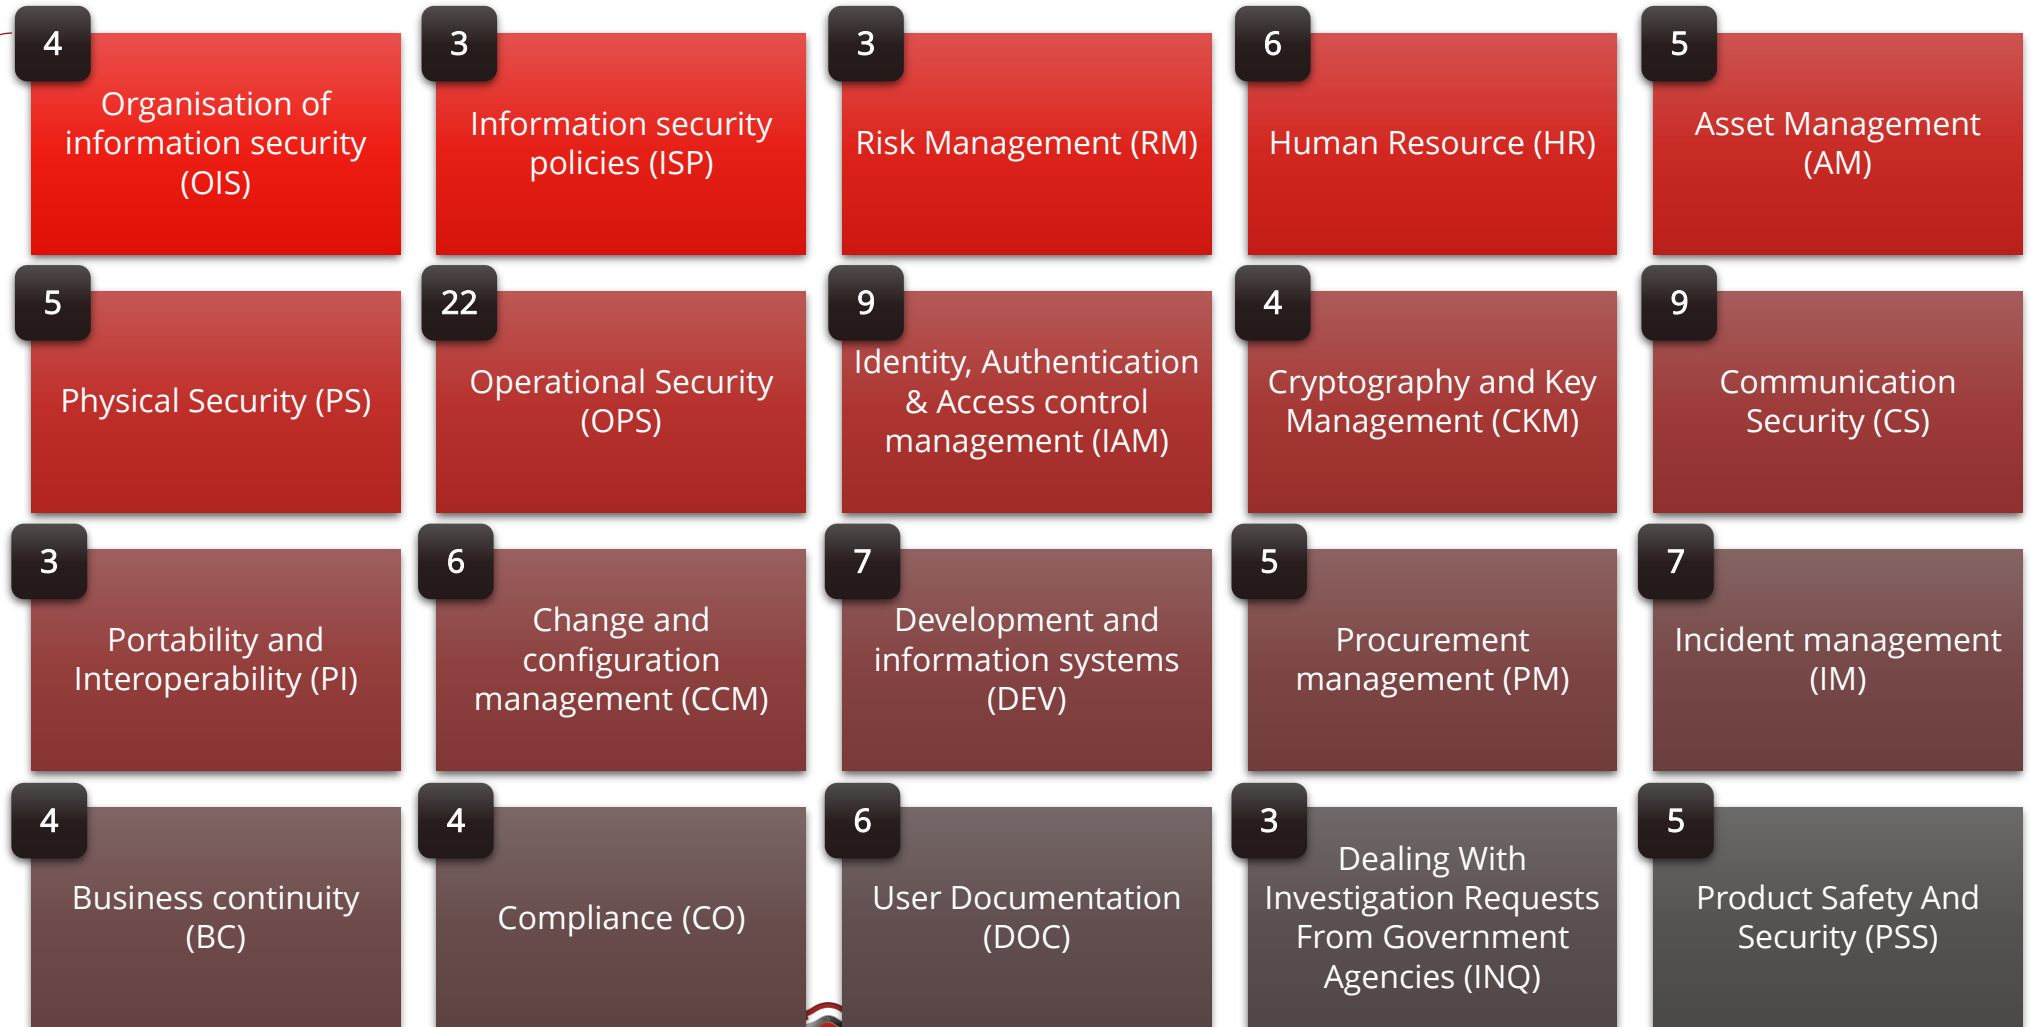 4
Organisation of
information security
(OIS)
3
Information security
policies (ISP)
3
Risk Management (RM)
6
Human Resource (HR)
5
Asset Management
(AM)
5
Physical Security (PS)
22
Operational Security
(OPS)
9
Identity, Authentication
& Access control
management (IAM)
4
Cryptography and Key
Management (CKM)
9
Communication
Security (CS)
3
Portability and
Interoperability (PI)
6
Change and
configuration
management (CCM)
7
Development and
information systems
(DEV)
5
Procurement
management (PM)
7
Incident management
(IM)
4
Business continuity
(BC)
4
Compliance (CO)
6
User Documentation
(DOC)
3
Dealing With
Investigation Requests
From Government
Agencies (INQ)
5
Product Safety And
Security (PSS)